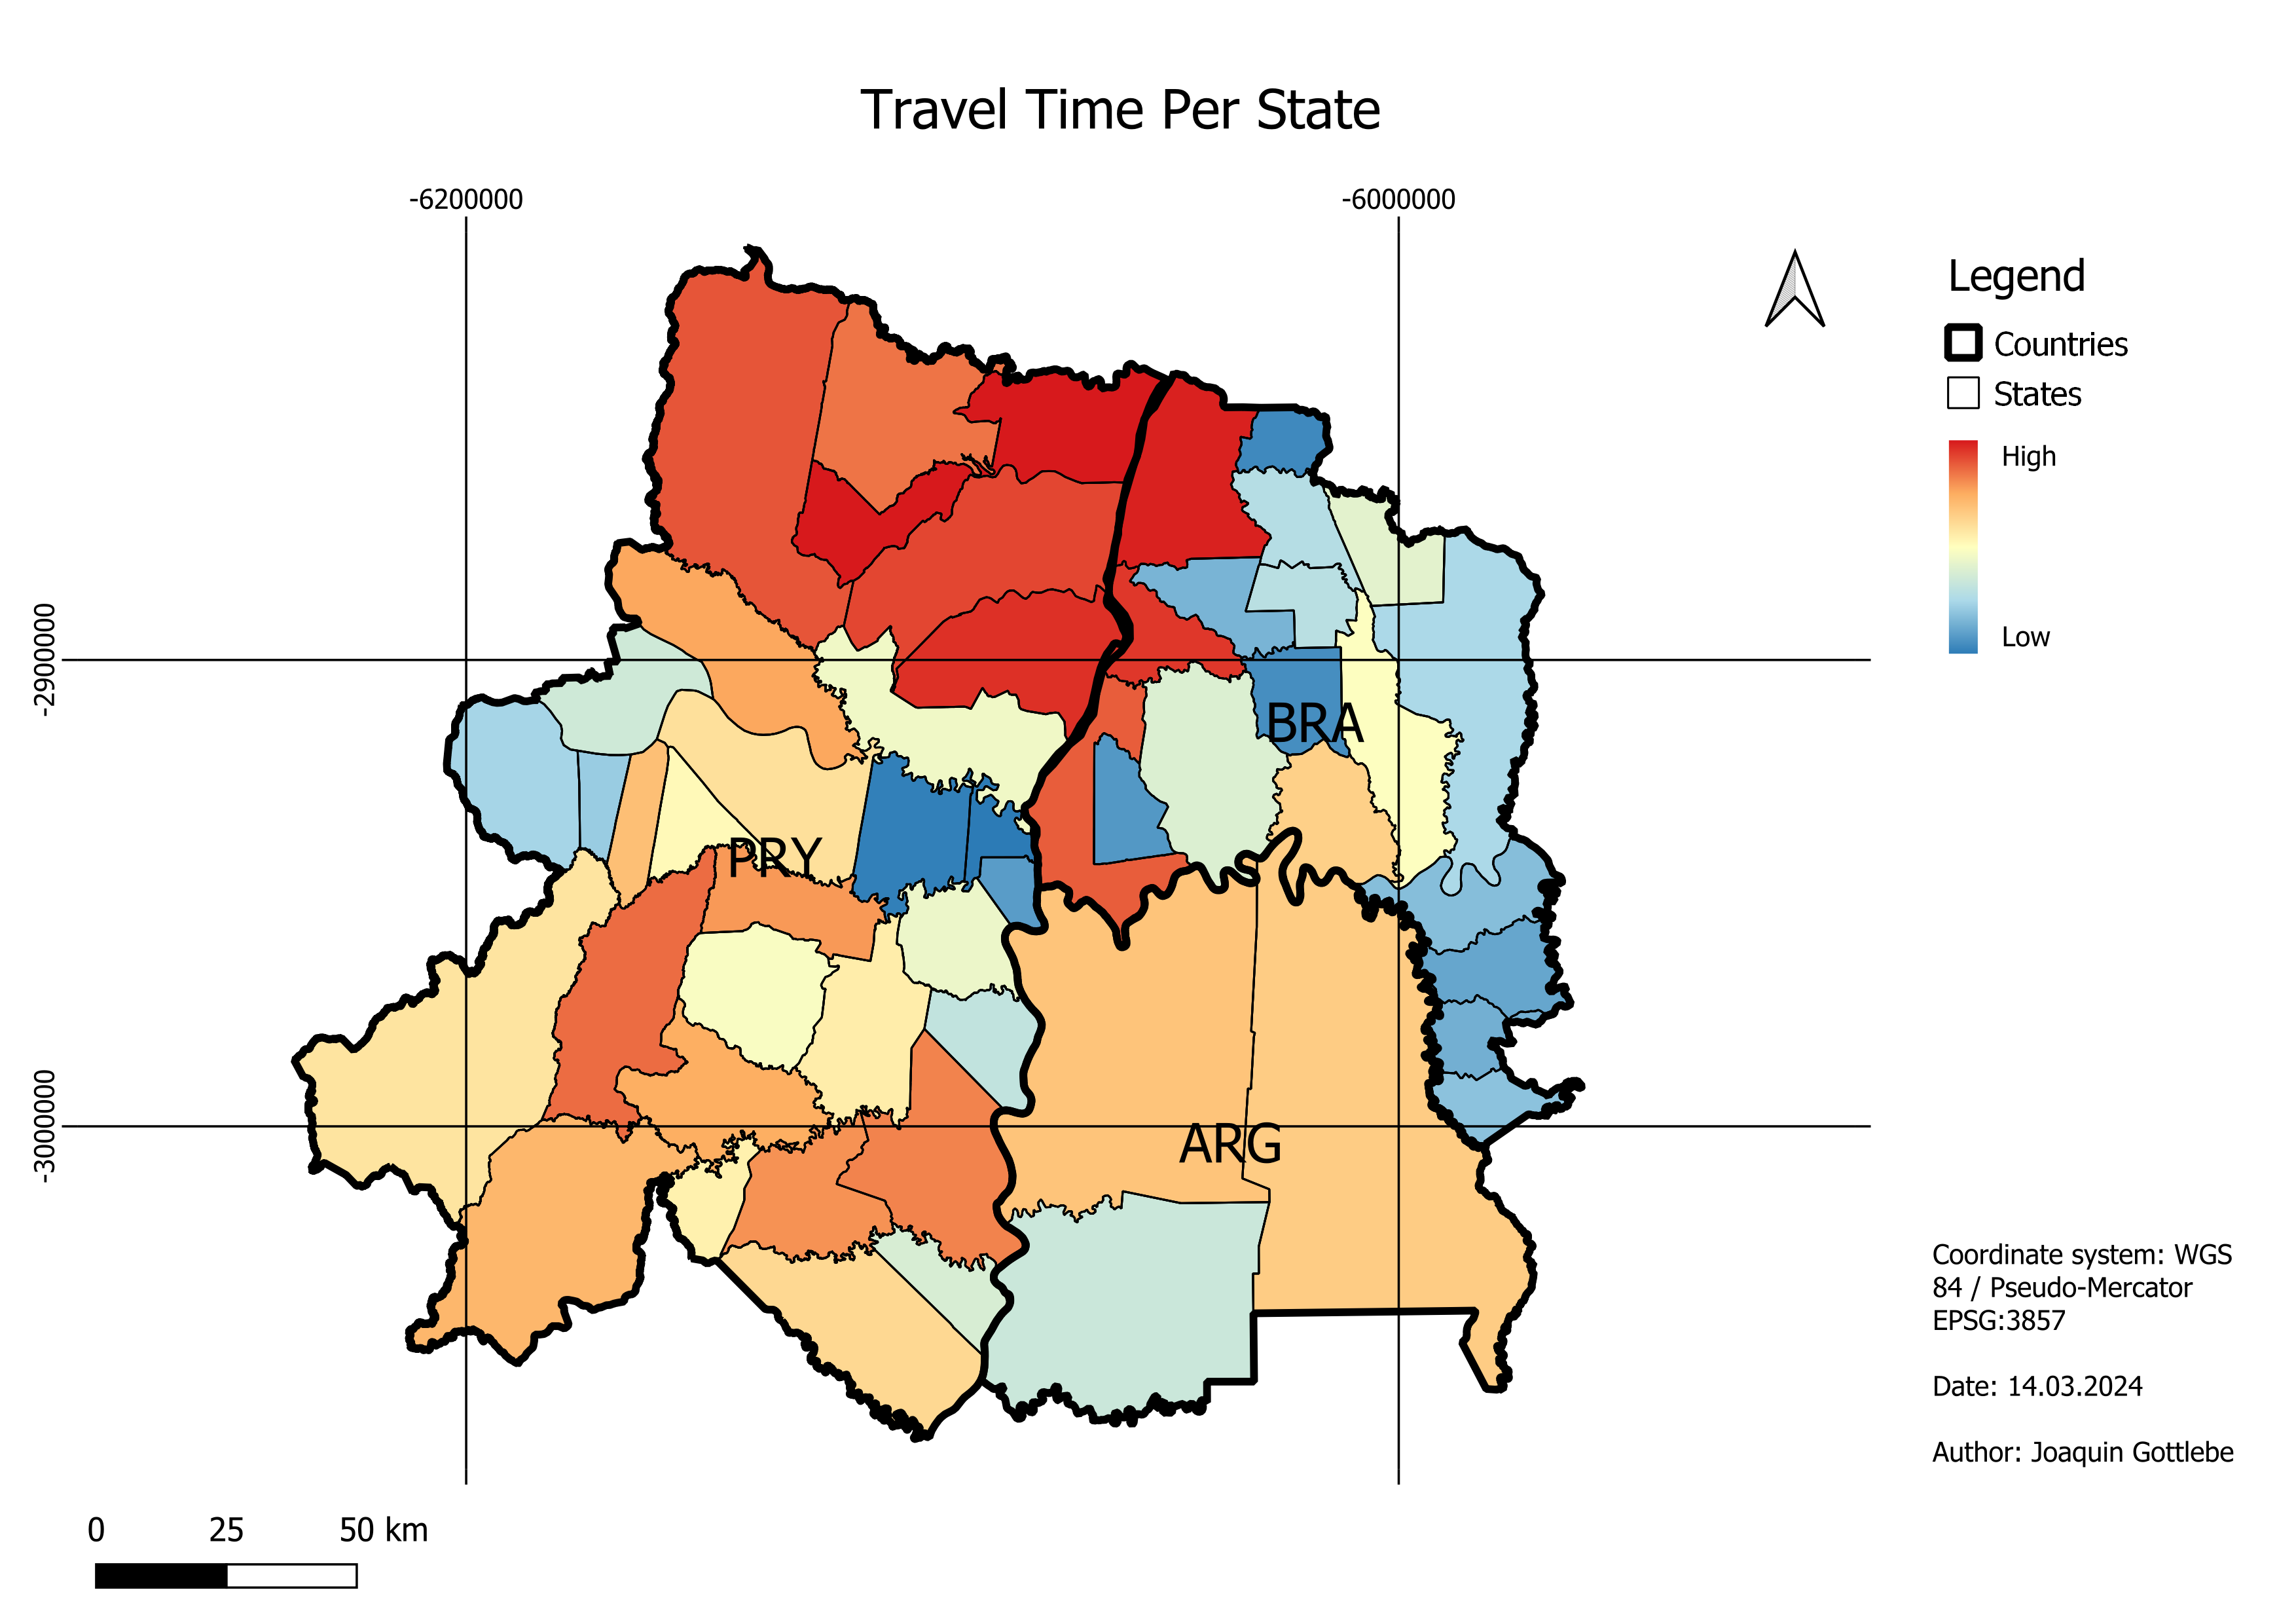 Travel Time Per State
-6200000
-6000000
Legend
Countries
States
High
Low
-2900000
BRA
PRY
-3000000
ARG
Coordinate system: WGS
84 / Pseudo-Mercator
EPSG:3857
Date: 14.03.2024
Author: Joaquin Gottlebe
0 25 50 km